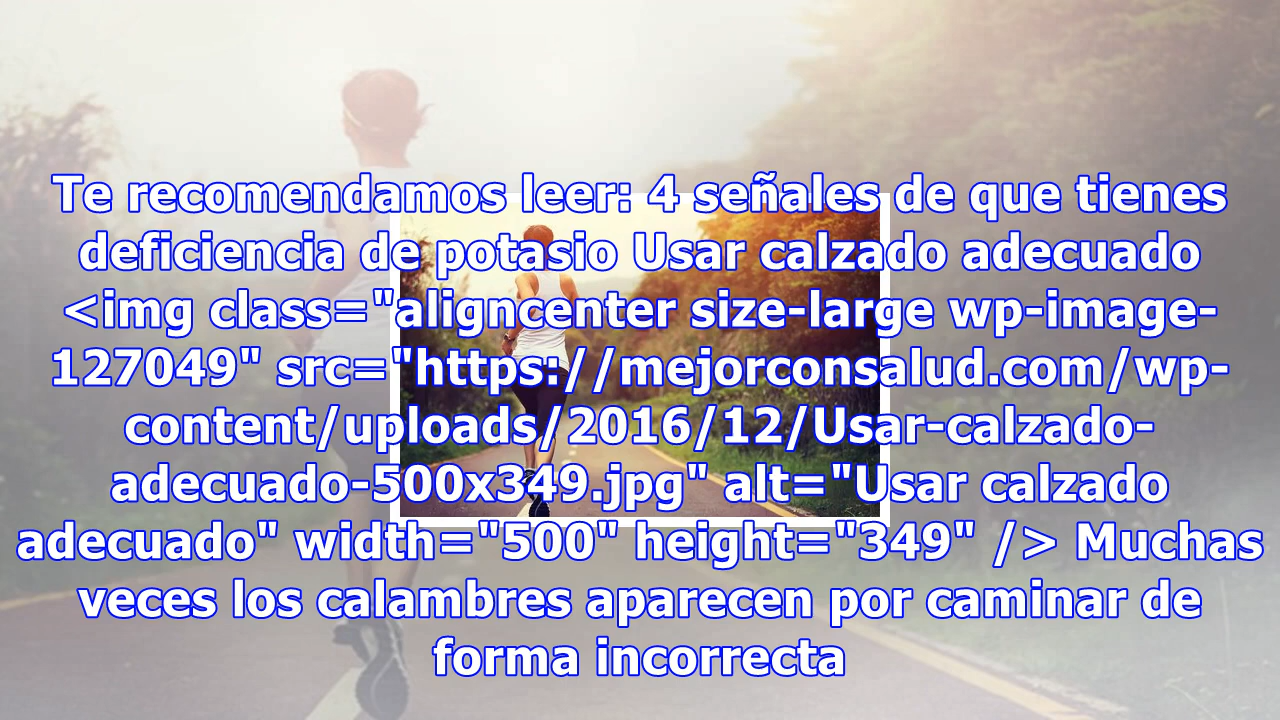 Te recomendamos leer: 4 señales de que tienes
deficiencia de potasio Usar calzado adecuado
<img class="aligncenter size-large wp-image-
127049" src="https://mejorconsalud.com/wp-
content/uploads/2016/12/Usar-calzado-
adecuado-500x349.jpg" alt="Usar calzado
adecuado" width="500" height="349" /> Muchas
veces los calambres aparecen por caminar de
forma incorrecta